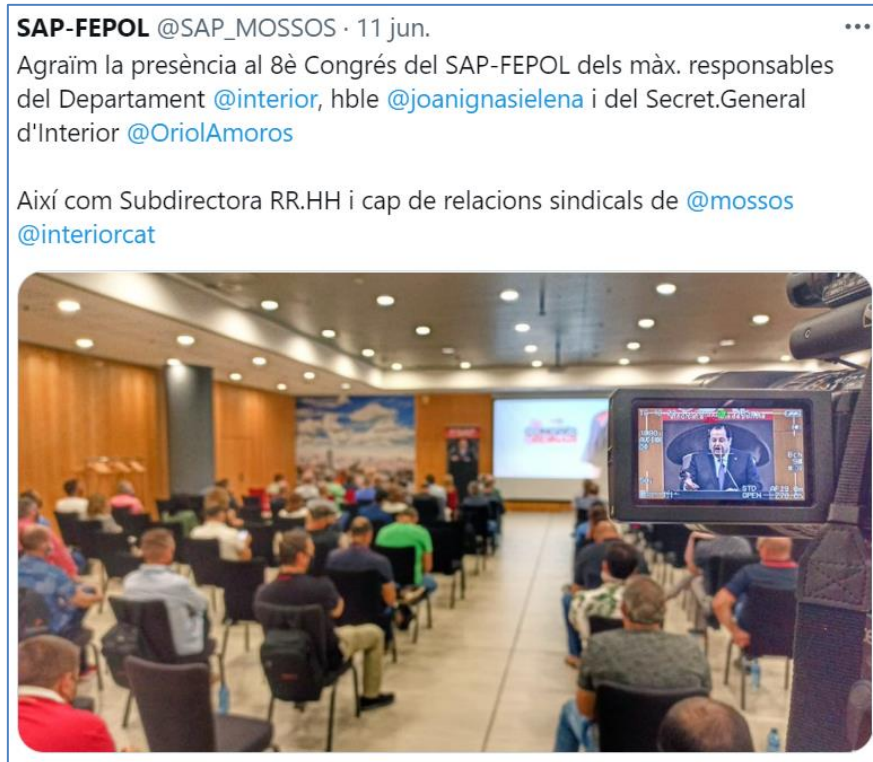 SAP-FEPOL @SAP_MOSSOS · 11 jun.
Agraïm la presència al 8è Congrés del SAP-FEPOL dels màx. responsables
del Departament @interior, hble @joanignasielena i del Secret.General
d'Interior @OriolAmoros
Així com Subdirectora RR.HH i cap de relacions sindicals de @mossos
@interiorcat